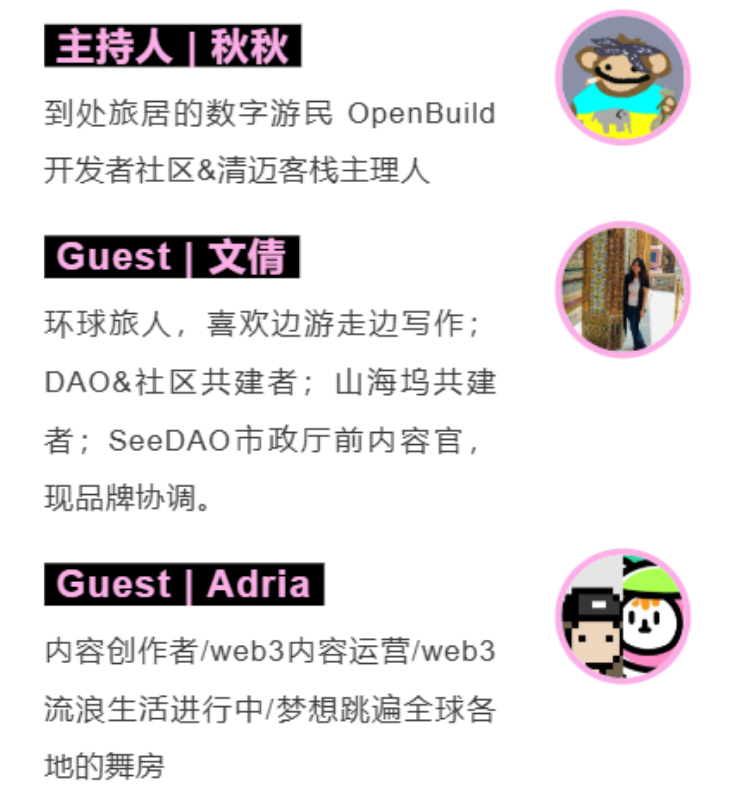 主持人 | 秋秋
到处旅居的数字游民 OpenBuild
开发者社区&清迈客栈主理人
Guest | 文倩
环球旅人，喜欢边游走边写作；
DAO&社区共建者；山海坞共建
者；SeeDAO市政厅前内容官，
现品牌协调。
Guest | Adria
内容创作者/web3内容运营/web3
流浪生活进行中/梦想跳遍全球各
地的舞房